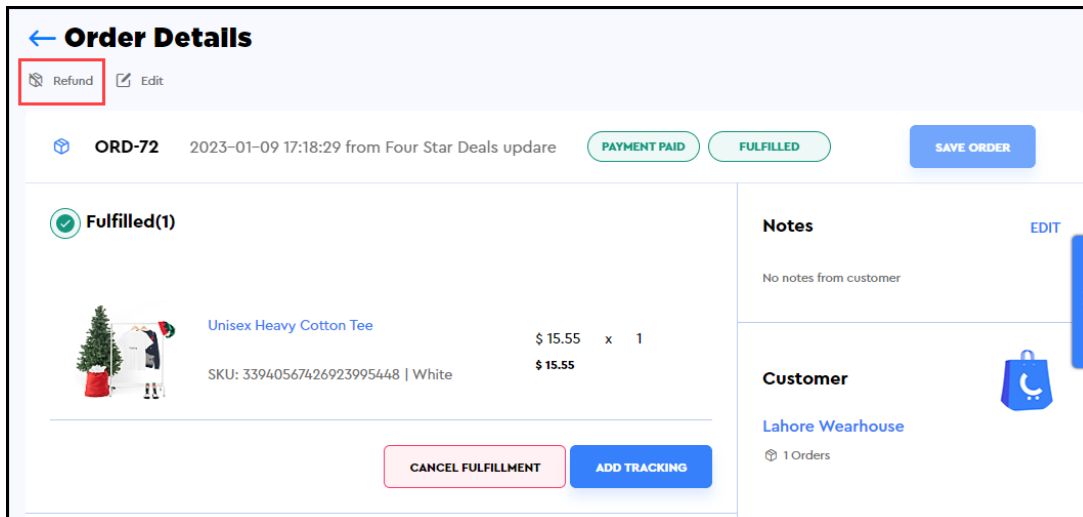 Order Details
Refund Edit
ORD-72 2023-01-09 17:18:29 from Four Star Deals updare PAYMENT PAID FULFILLED SAVE ORDER
Fulfilled(1)
Unisex Heavy Cotton Tee
$ 15.55 x 1
$ 15.55
SKU: 33940567426923995448 | White
CANCEL FULFILLMENT ADD TRACKING
Notes EDIT
No notes from customer
Customer
Lahore Wearhouse
1 Orders